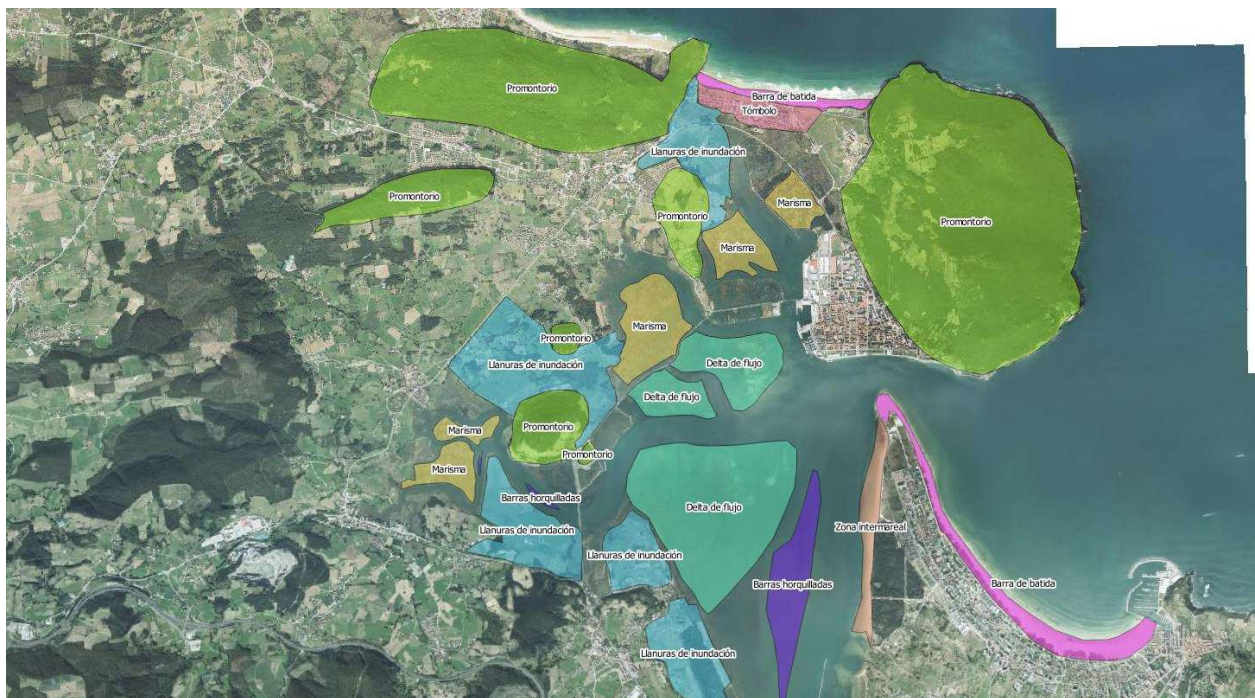 Promontorio
Barra de batida
Tómbolo
Llanuras de inundación
Promontorio
Marisma
Promontorio
Promontorio
Marisma
Marisma
Promontorio
Llanuras de inundación
Delta de flujo
Delta de flujo
Marisma
Promontorio
Promontorio
Marisma
Barras horquilladas
Delta de flujo
Llanuras de inundación
Zona intermareal
Llanuras de inundación
Barras horquilladas
Barra de batida
Llanuras de inundación